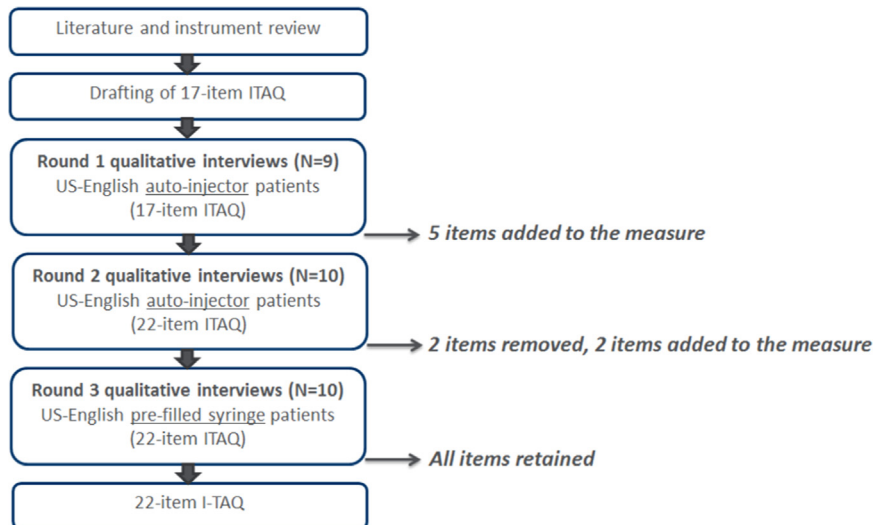 Literature and instrument review
Drafting of 17-item ITAQ
Round 1 qualitative interviews (N=9)
US-English auto-injector patients
(17-item ITAQ)
5 items added to the measure
Round 2 qualitative interviews (N=10)
US-English auto-injector patients
(22-item ITAQ)
2 items removed, 2 items added to the measure
Round 3 qualitative interviews (N=10)
US-English pre-filled syringe patients
(22-item ITAQ)
All items retained
22-item I-TAQ